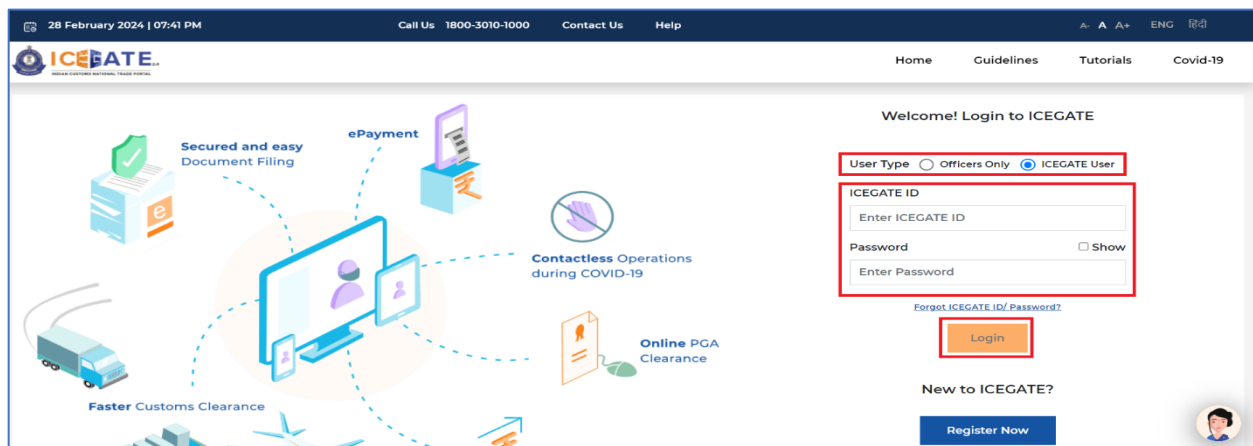 28 February 2024 | 07:41 PM Call Us 1800-3010-1000 Contact Us Help A- A A+ ENG हिंदी
ICEGATE 2.0
INDIAN CUSTOMS NATIONAL TRADE PORTAL
Home Guidelines Tutorials Covid-19
Welcome! Login to ICEGATE
User Type Officers Only ICEGATE User
ICEGATE ID
Enter ICEGATE ID
Password Show
Enter Password
Forgot ICEGATE ID/ Password?
Login
New to ICEGATE?
Register Now
ePayment
Secured and easy
Document Filing
e
₹
Contactless Operations
during COVID-19
Online PGA
Clearance
Faster Customs Clearance
₹